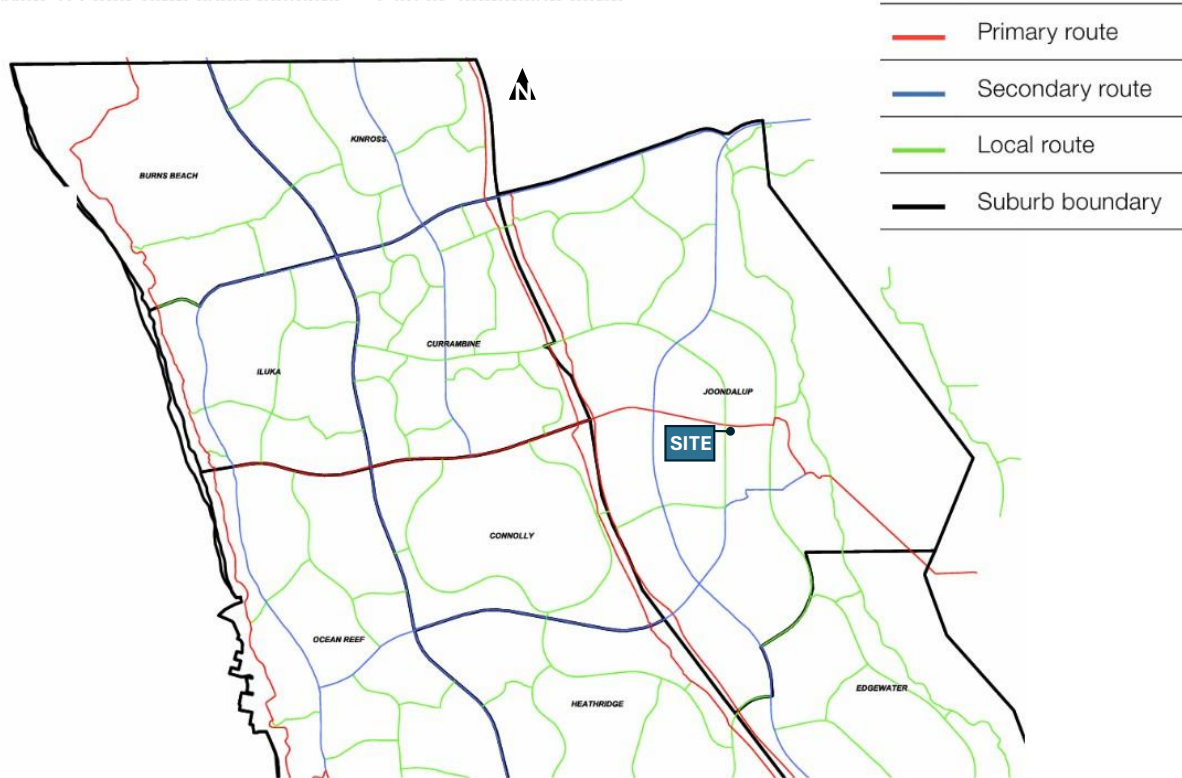 Primary route
Secondary route
Local route
Suburb boundary
N
KINROSS
BURNS BEACH
CURRAMBINE
ILUKA
JOONDALUP
SITE
CONNOLLY
OCEAN REEF
EDGEWATER
HEATHRIDGE